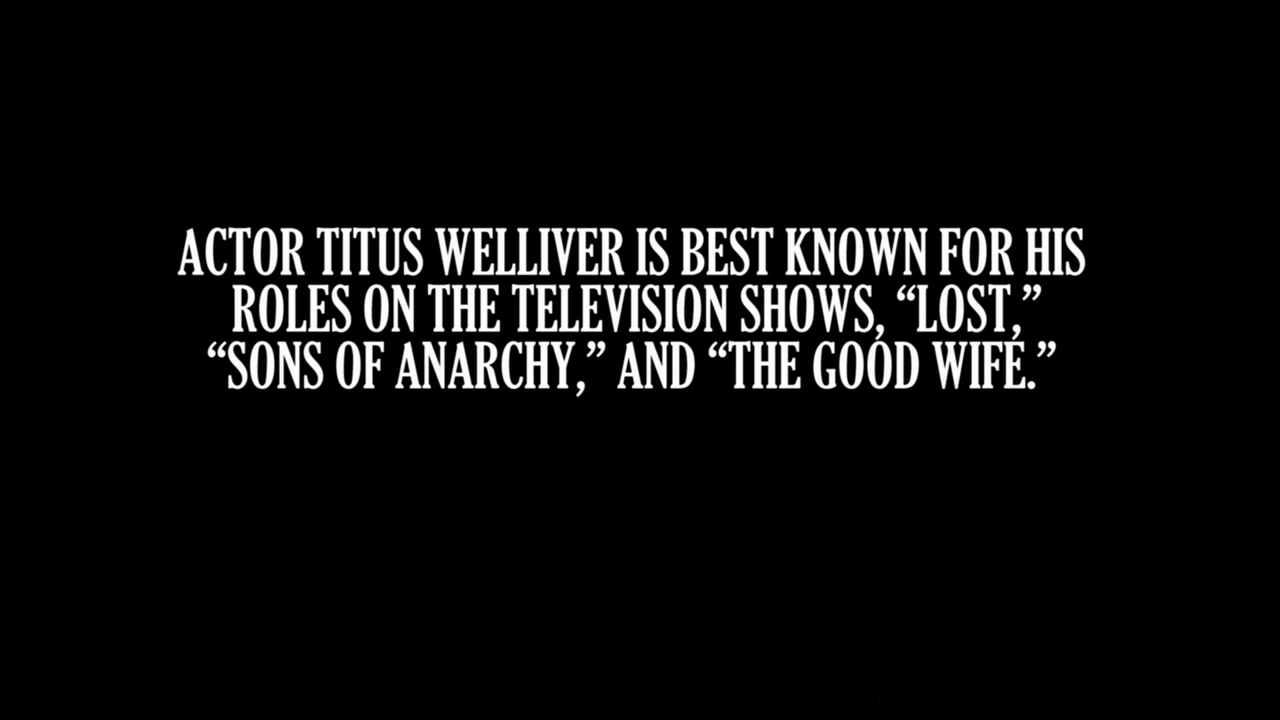 ACTOR TITUS WELLIVER IS BEST KNOWN FOR HIS
ROLES ON THE TELEVISION SHOWS, “LOST,”
“SONS OF ANARCHY,” AND “THE GOOD WIFE.”